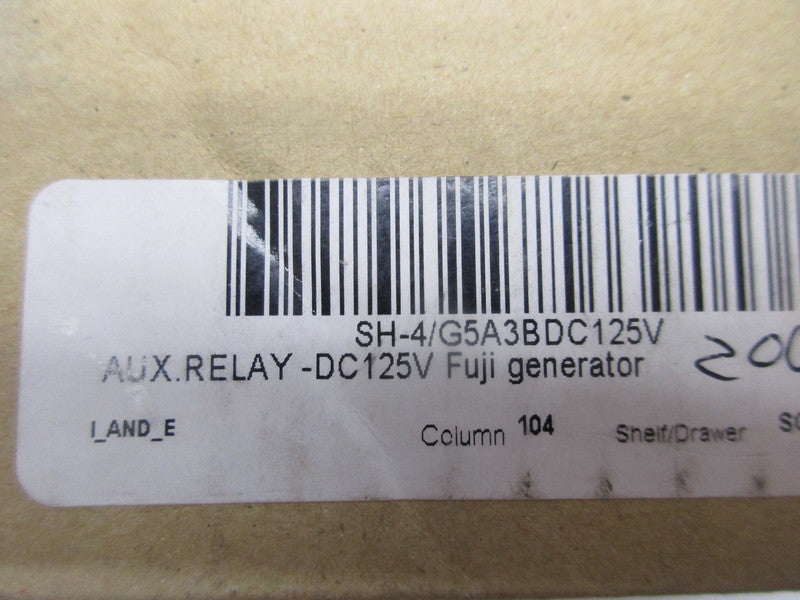 SH-4/G5A3BDC125V
AUX.RELAY -DC125V Fuji generator
I_AND_E Column 104 Shelf/Drawer